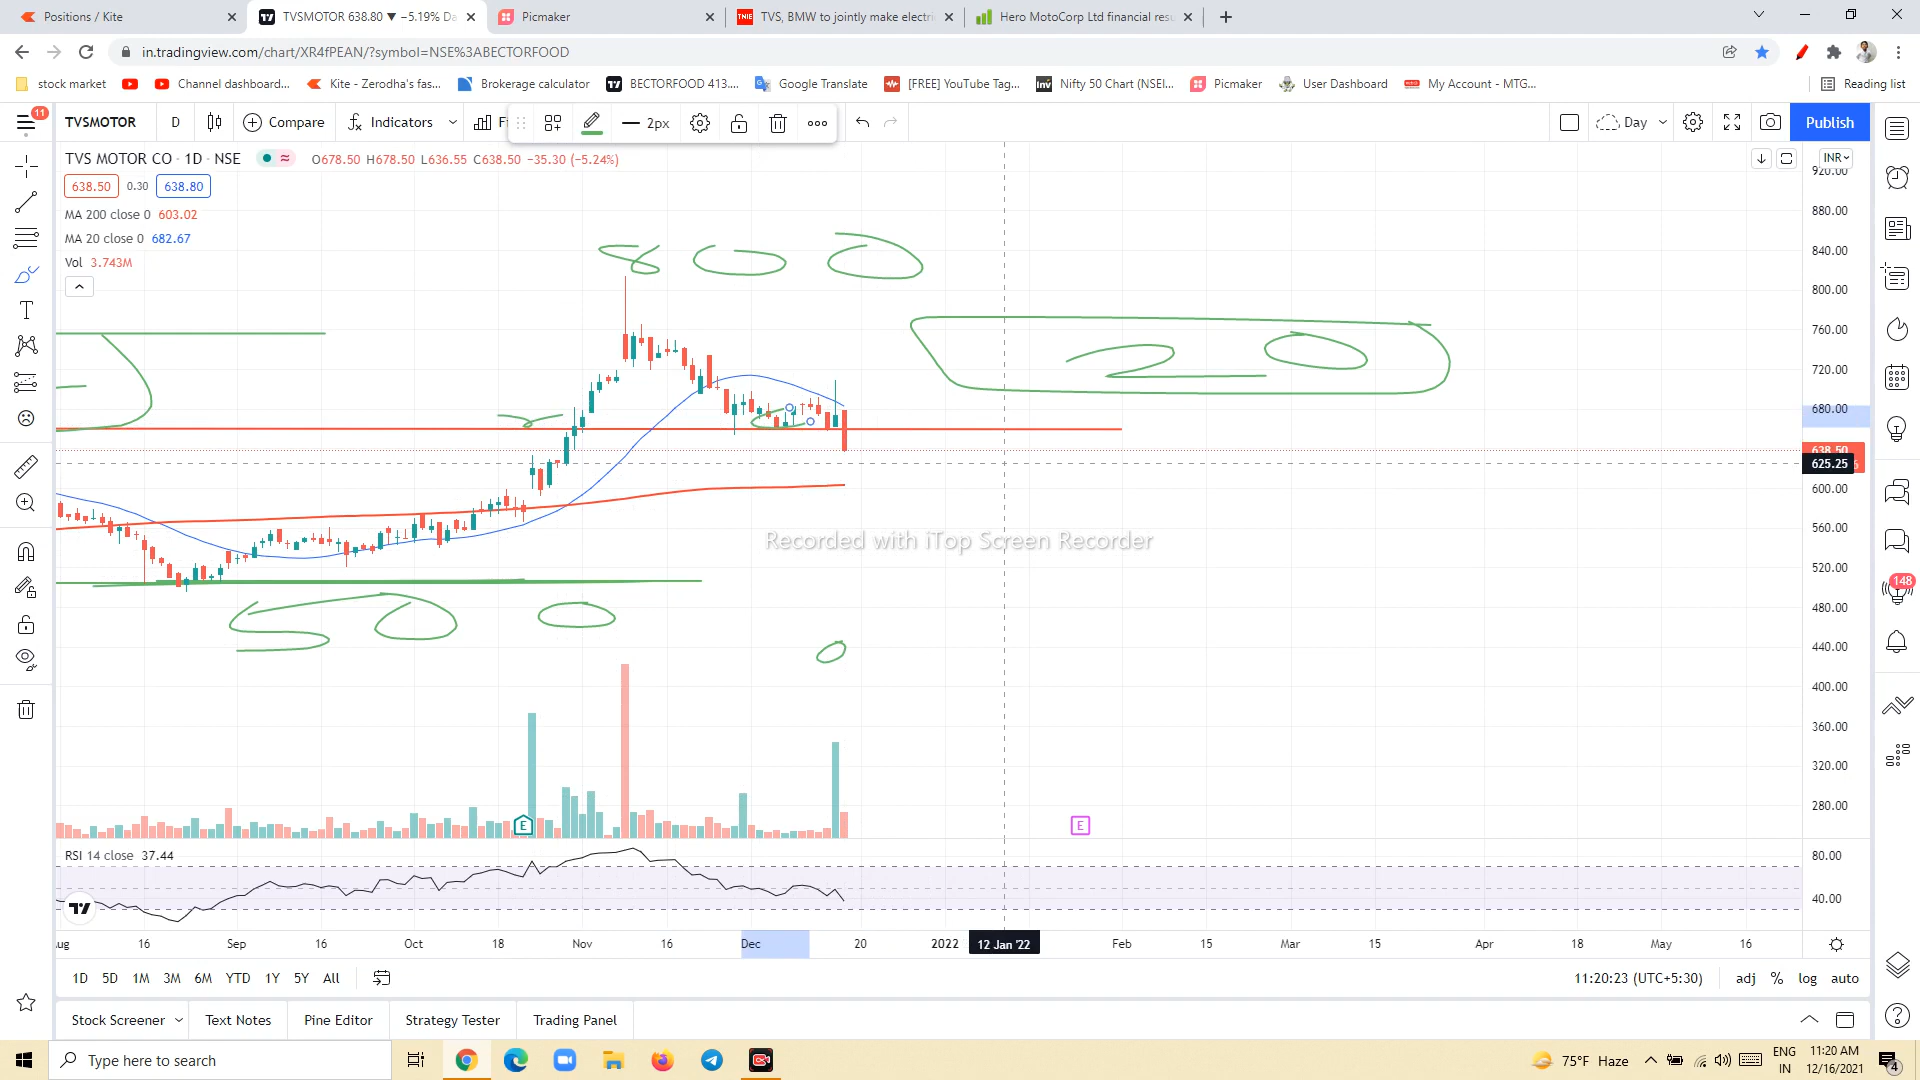 Positions / Kite
TVSMOTOR 638.80 ▼ −5.19% Da
Picmaker
TVS, BMW to jointly make electri
Hero MotoCorp Ltd financial resu
in.tradingview.com/chart/XR4fPEAN/?symbol=NSE%3ABECTORFOOD
stock market
Channel dashboard...
Kite - Zerodha's fas...
Brokerage calculator
BECTORFOOD 413....
Google Translate
[FREE] YouTube Tag...
Nifty 50 Chart (NSEI...
Picmaker
User Dashboard
My Account - MTG...
Reading list
11
TVSMOTOR
D
Compare
Indicators
2px
Day
Publish
TVS MOTOR CO · 1D · NSE
O678.50 H678.50 L636.55 C638.50 −35.30 (−5.24%)
INR
638.50
0.30
638.80
MA 200 close 0 603.02
MA 20 close 0 682.67
Vol 3.743M
800
20
500
920.00
880.00
840.00
800.00
760.00
720.00
680.00
638.50
625.25
600.00
560.00
520.00
480.00
440.00
400.00
360.00
320.00
280.00
Recorded with iTop Screen Recorder
148
E
E
RSI 14 close 37.44
80.00
40.00
16
Sep
16
Oct
18
Nov
16
Dec
20
2022
12 Jan '22
Feb
15
Mar
15
Apr
18
May
16
1D 5D 1M 3M 6M YTD 1Y 5Y All
11:20:23 (UTC+5:30)
adj % log auto
Stock Screener
Text Notes
Pine Editor
Strategy Tester
Trading Panel
Type here to search
75°F Haze
ENG
IN
11:20 AM
12/16/2021
4